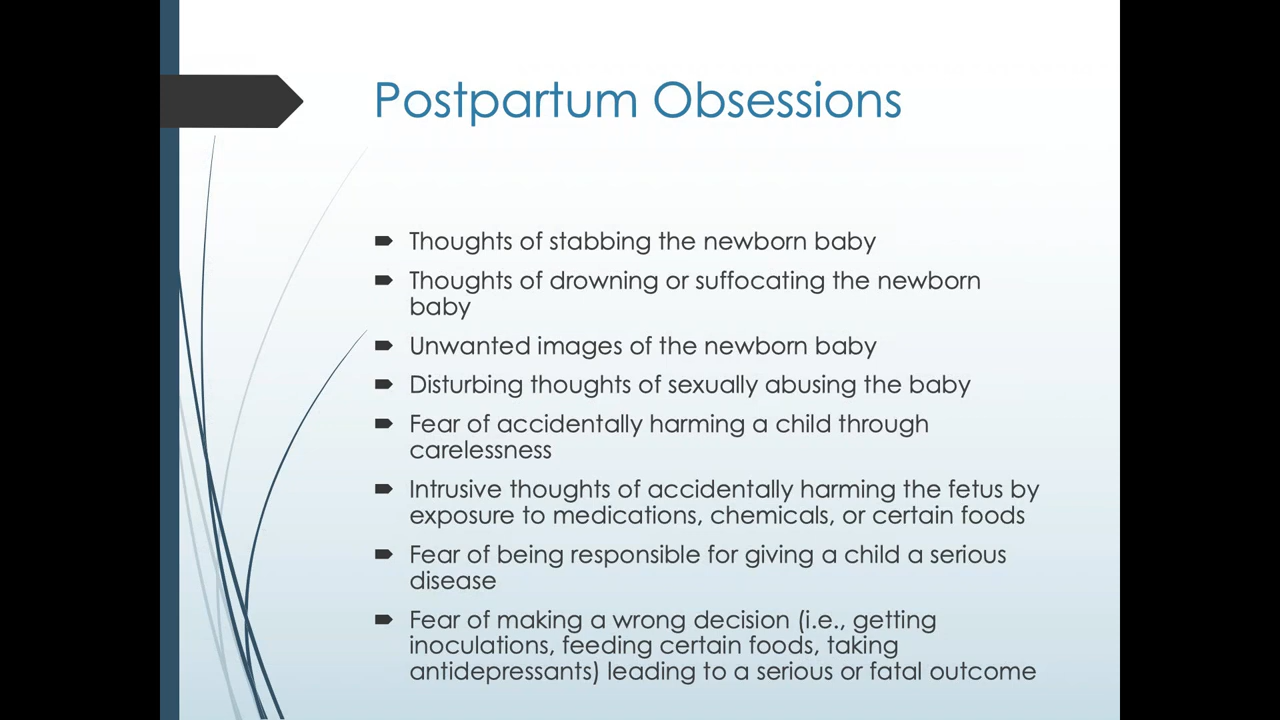 Postpartum Obsessions
Thoughts of stabbing the newborn baby
Thoughts of drowning or suffocating the newborn
baby
Unwanted images of the newborn baby
Disturbing thoughts of sexually abusing the baby
Fear of accidentally harming a child through
carelessness
Intrusive thoughts of accidentally harming the fetus by
exposure to medications, chemicals, or certain foods
Fear of being responsible for giving a child a serious
disease
Fear of making a wrong decision (i.e., getting
inoculations, feeding certain foods, taking
antidepressants) leading to a serious or fatal outcome